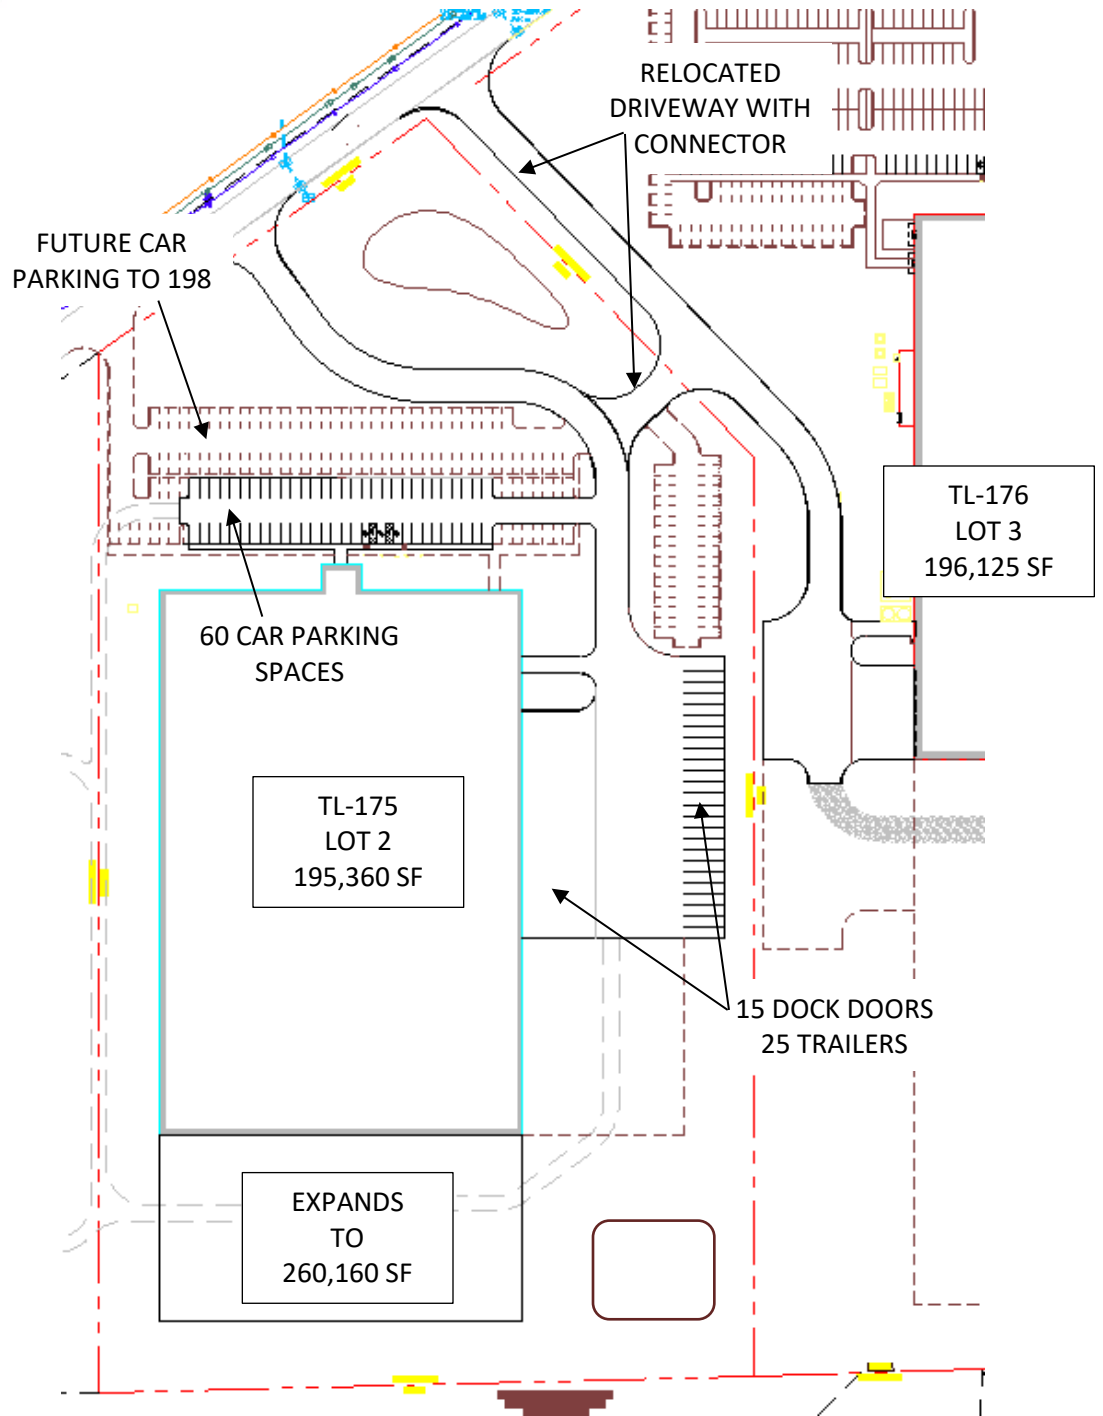 RELOCATED
DRIVEWAY WITH
CONNECTOR
FUTURE CAR
PARKING TO 198
TL-176
LOT 3
196,125 SF
60 CAR PARKING
SPACES
TL-175
LOT 2
195,360 SF
15 DOCK DOORS
25 TRAILERS
EXPANDS
TO
260,160 SF